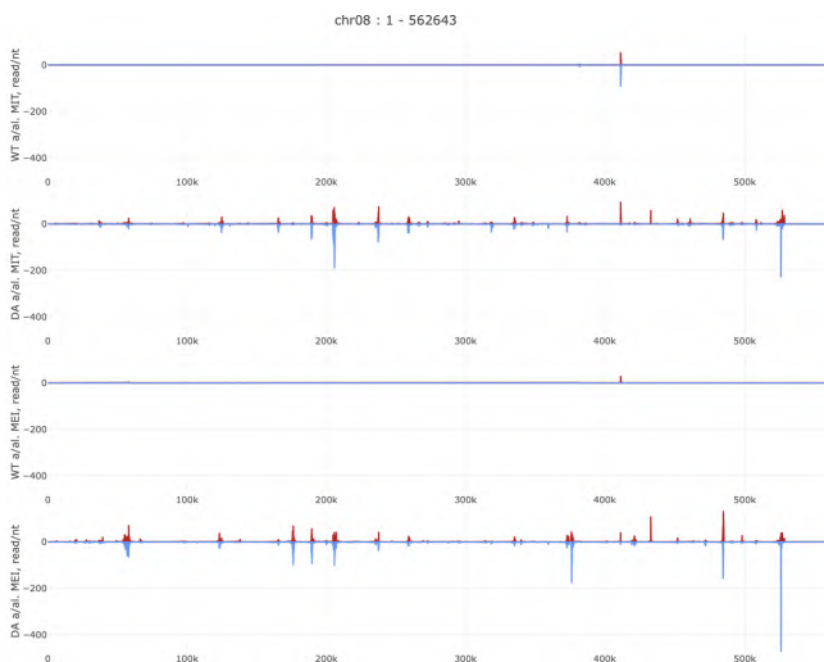 chr08 : 1 - 562643
WT a/al. MIT, read/nt
0
−200
−400
0 100k 200k 300k 400k 500k
DA a/al. MIT, read/nt
0
−200
−400
0 100k 200k 300k 400k 500k
WT a/al. MEI, read/nt
0
−200
−400
0 100k 200k 300k 400k 500k
DA a/al. MEI, read/nt
0
−200
−400
0 100k 200k 300k 400k 500k